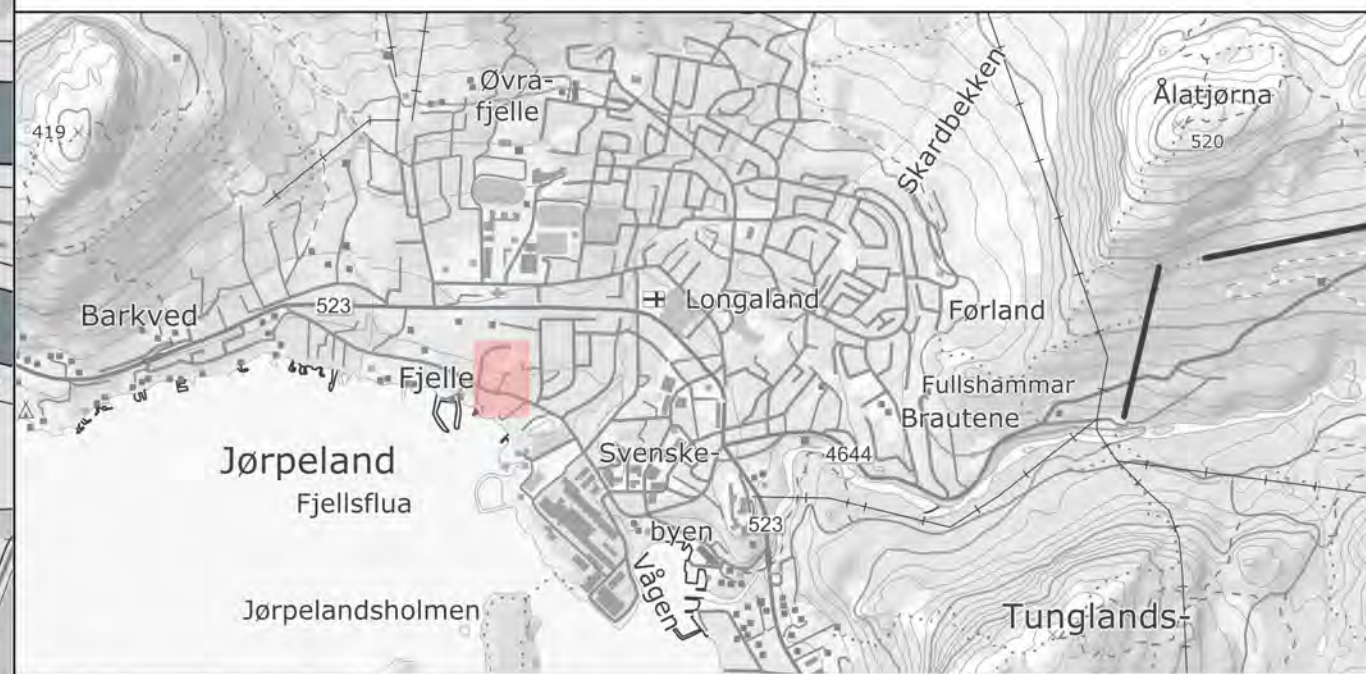 Øvra-
fjelle
Ålatjørna
520
419
Skardbekken
Barkved
523
Longaland
Førland
Fjelle
Fullshammar
Brautene
Jørpeland
Svenske-
4644
Fjellsflua
byen
523
Vågen
Jørpelandsholmen
Tunglands-